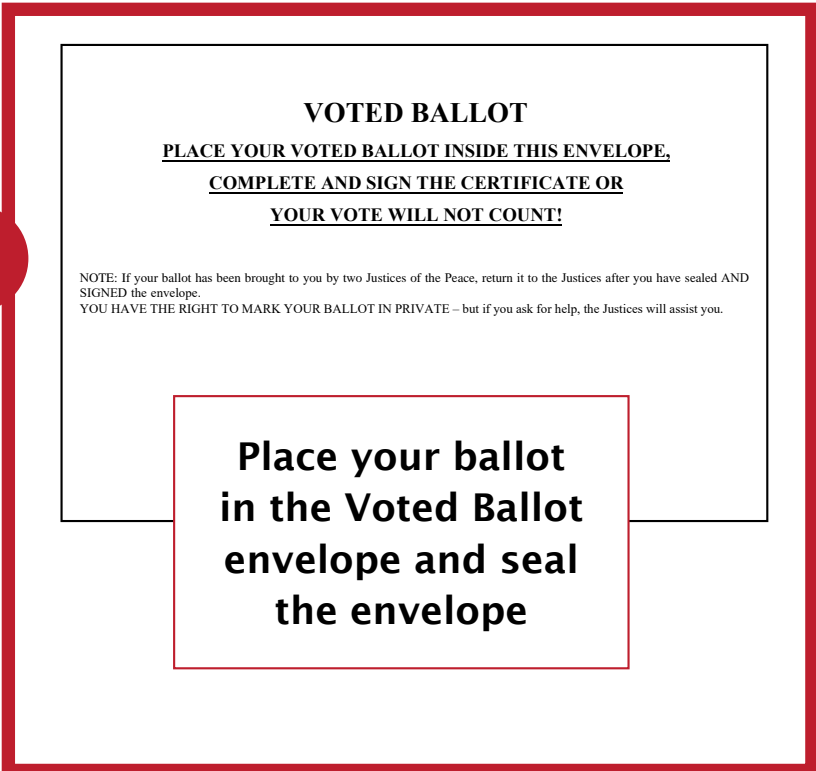 VOTED BALLOT
PLACE YOUR VOTED BALLOT INSIDE THIS ENVELOPE,
COMPLETE AND SIGN THE CERTIFICATE OR
YOUR VOTE WILL NOT COUNT!
NOTE: If your ballot has been brought to you by two Justices of the Peace, return it to the Justices after you have sealed AND
SIGNED the envelope.
YOU HAVE THE RIGHT TO MARK YOUR BALLOT IN PRIVATE – but if you ask for help, the Justices will assist you.
Place your ballot
in the Voted Ballot
envelope and seal
the envelope